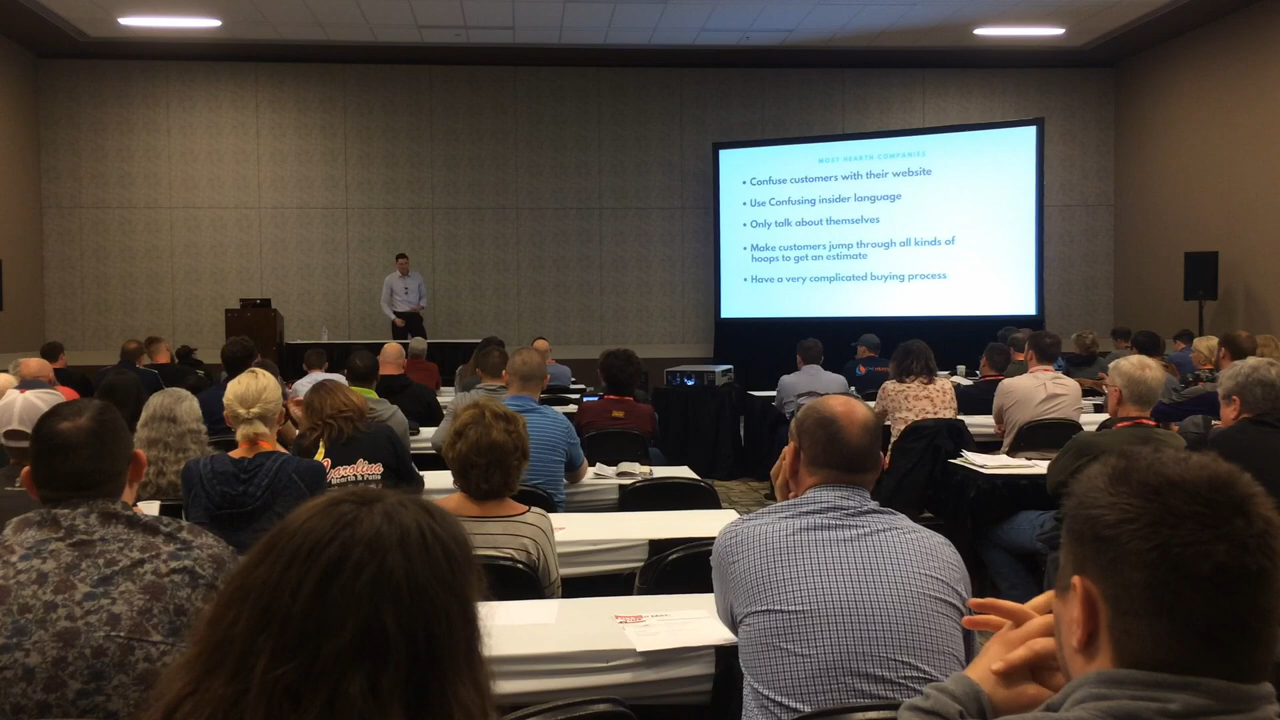 MOST HEARTH COMPANIES
• Confuse customers with their website
• Use Confusing insider language
• Only talk about themselves
• Make customers jump through all kinds of
hoops to get an estimate
• Have a very complicated buying process
Carolina
Hearth & Patio